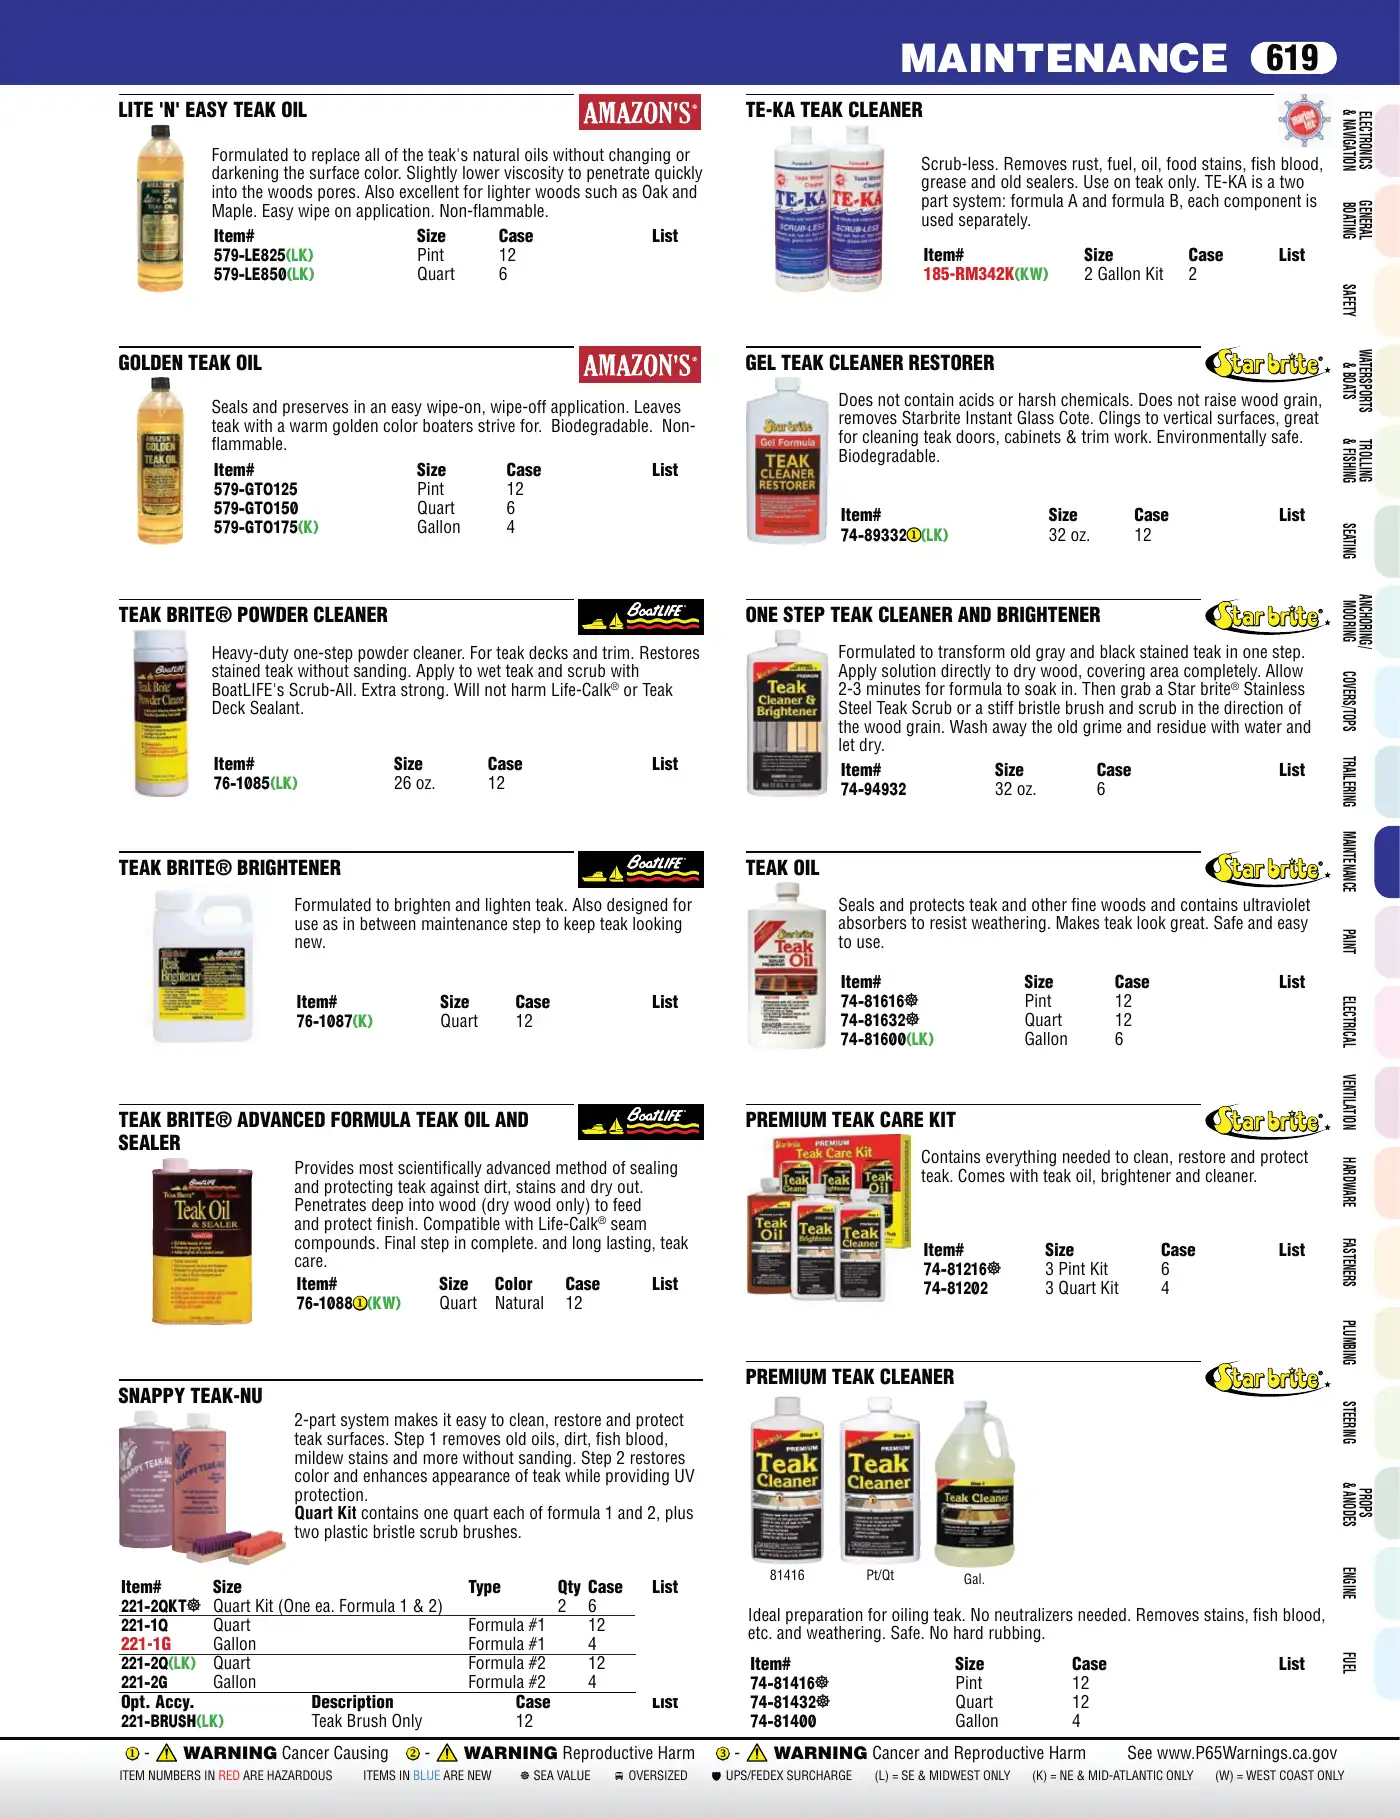 MAINTENANCE 619
LITE 'N' EASY TEAK OIL
AMAZON'S®
Formulated to replace all of the teak's natural oils without changing or
darkening the surface color. Slightly lower viscosity to penetrate quickly
into the woods pores. Also excellent for lighter woods such as Oak and
Maple. Easy wipe on application. Non-flammable.
Item# Size Case List
579-LE825(LK) Pint 12
579-LE850(LK) Quart 6
GOLDEN TEAK OIL
AMAZON'S®
Seals and preserves in an easy wipe-on, wipe-off application. Leaves
teak with a warm golden color boaters strive for. Biodegradable. Non-
flammable.
Item# Size Case List
579-GTO125 Pint 12
579-GTO150 Quart 6
579-GTO175(K) Gallon 4
TEAK BRITE® POWDER CLEANER
BoatLIFE
Heavy-duty one-step powder cleaner. For teak decks and trim. Restores
stained teak without sanding. Apply to wet teak and scrub with
BoatLIFE's Scrub-All. Extra strong. Will not harm Life-Calk® or Teak
Deck Sealant.
Item# Size Case List
76-1085(LK) 26 oz. 12
TEAK BRITE® BRIGHTENER
BoatLIFE
Formulated to brighten and lighten teak. Also designed for
use as in between maintenance step to keep teak looking
new.
Item# Size Case List
76-1087(K) Quart 12
TEAK BRITE® ADVANCED FORMULA TEAK OIL AND
SEALER
BoatLIFE
Provides most scientifically advanced method of sealing
and protecting teak against dirt, stains and dry out.
Penetrates deep into wood (dry wood only) to feed
and protect finish. Compatible with Life-Calk® seam
compounds. Final step in complete. and long lasting, teak
care.
Item# Size Color Case List
76-1088①(KW) Quart Natural 12
SNAPPY TEAK-NU
2-part system makes it easy to clean, restore and protect
teak surfaces. Step 1 removes old oils, dirt, fish blood,
mildew stains and more without sanding. Step 2 restores
color and enhances appearance of teak while providing UV
protection.
Quart Kit contains one quart each of formula 1 and 2, plus
two plastic bristle scrub brushes.
Item# Size Type Qty Case List
221-2QKT Quart Kit (One ea. Formula 1 & 2) 2 6
221-1Q Quart Formula #1 12
221-1G Gallon Formula #1 4
221-2Q(LK) Quart Formula #2 12
221-2G Gallon Formula #2 4
Opt. Accy. Description Case List
221-BRUSH(LK) Teak Brush Only 12
TE-KA TEAK CLEANER
Scrub-less. Removes rust, fuel, oil, food stains, fish blood,
grease and old sealers. Use on teak only. TE-KA is a two
part system: formula A and formula B, each component is
used separately.
Item# Size Case List
185-RM342K(KW) 2 Gallon Kit 2
GEL TEAK CLEANER RESTORER
Star brite®
Does not contain acids or harsh chemicals. Does not raise wood grain,
removes Starbrite Instant Glass Cote. Clings to vertical surfaces, great
for cleaning teak doors, cabinets & trim work. Environmentally safe.
Biodegradable.
Item# Size Case List
74-89332①(LK) 32 oz. 12
ONE STEP TEAK CLEANER AND BRIGHTENER
Star brite®
Formulated to transform old gray and black stained teak in one step.
Apply solution directly to dry wood, covering area completely. Allow
2-3 minutes for formula to soak in. Then grab a Star brite® Stainless
Steel Teak Scrub or a stiff bristle brush and scrub in the direction of
the wood grain. Wash away the old grime and residue with water and
let dry.
Item# Size Case List
74-94932 32 oz. 6
TEAK OIL
Star brite®
Seals and protects teak and other fine woods and contains ultraviolet
absorbers to resist weathering. Makes teak look great. Safe and easy
to use.
Item# Size Case List
74-81616 Pint 12
74-81632 Quart 12
74-81600(LK) Gallon 6
PREMIUM TEAK CARE KIT
Star brite®
Contains everything needed to clean, restore and protect
teak. Comes with teak oil, brightener and cleaner.
Item# Size Case List
74-81216 3 Pint Kit 6
74-81202 3 Quart Kit 4
PREMIUM TEAK CLEANER
Star brite®
81416 Pt/Qt Gal.
Ideal preparation for oiling teak. No neutralizers needed. Removes stains, fish blood,
etc. and weathering. Safe. No hard rubbing.
Item# Size Case List
74-81416 Pint 12
74-81432 Quart 12
74-81400 Gallon 4
ELECTRONICS
& NAVIGATION
GENERAL
BOATING
SAFETY
WATERSPORTS
& BOATS
TROLLING
& FISHING
SEATING
ANCHORING/
MOORING
COVERS/TOPS
TRAILERING
MAINTENANCE
PAINT
ELECTRICAL
VENTILATION
HARDWARE
FASTENERS
PLUMBING
STEERING
PROPS
& ANODES
ENGINE
FUEL
① - WARNING Cancer Causing ② - WARNING Reproductive Harm ③ - WARNING Cancer and Reproductive Harm See www.P65Warnings.ca.gov
ITEM NUMBERS IN RED ARE HAZARDOUS ITEMS IN BLUE ARE NEW SEA VALUE OVERSIZED UPS/FEDEX SURCHARGE (L) = SE & MIDWEST ONLY (K) = NE & MID-ATLANTIC ONLY (W) = WEST COAST ONLY